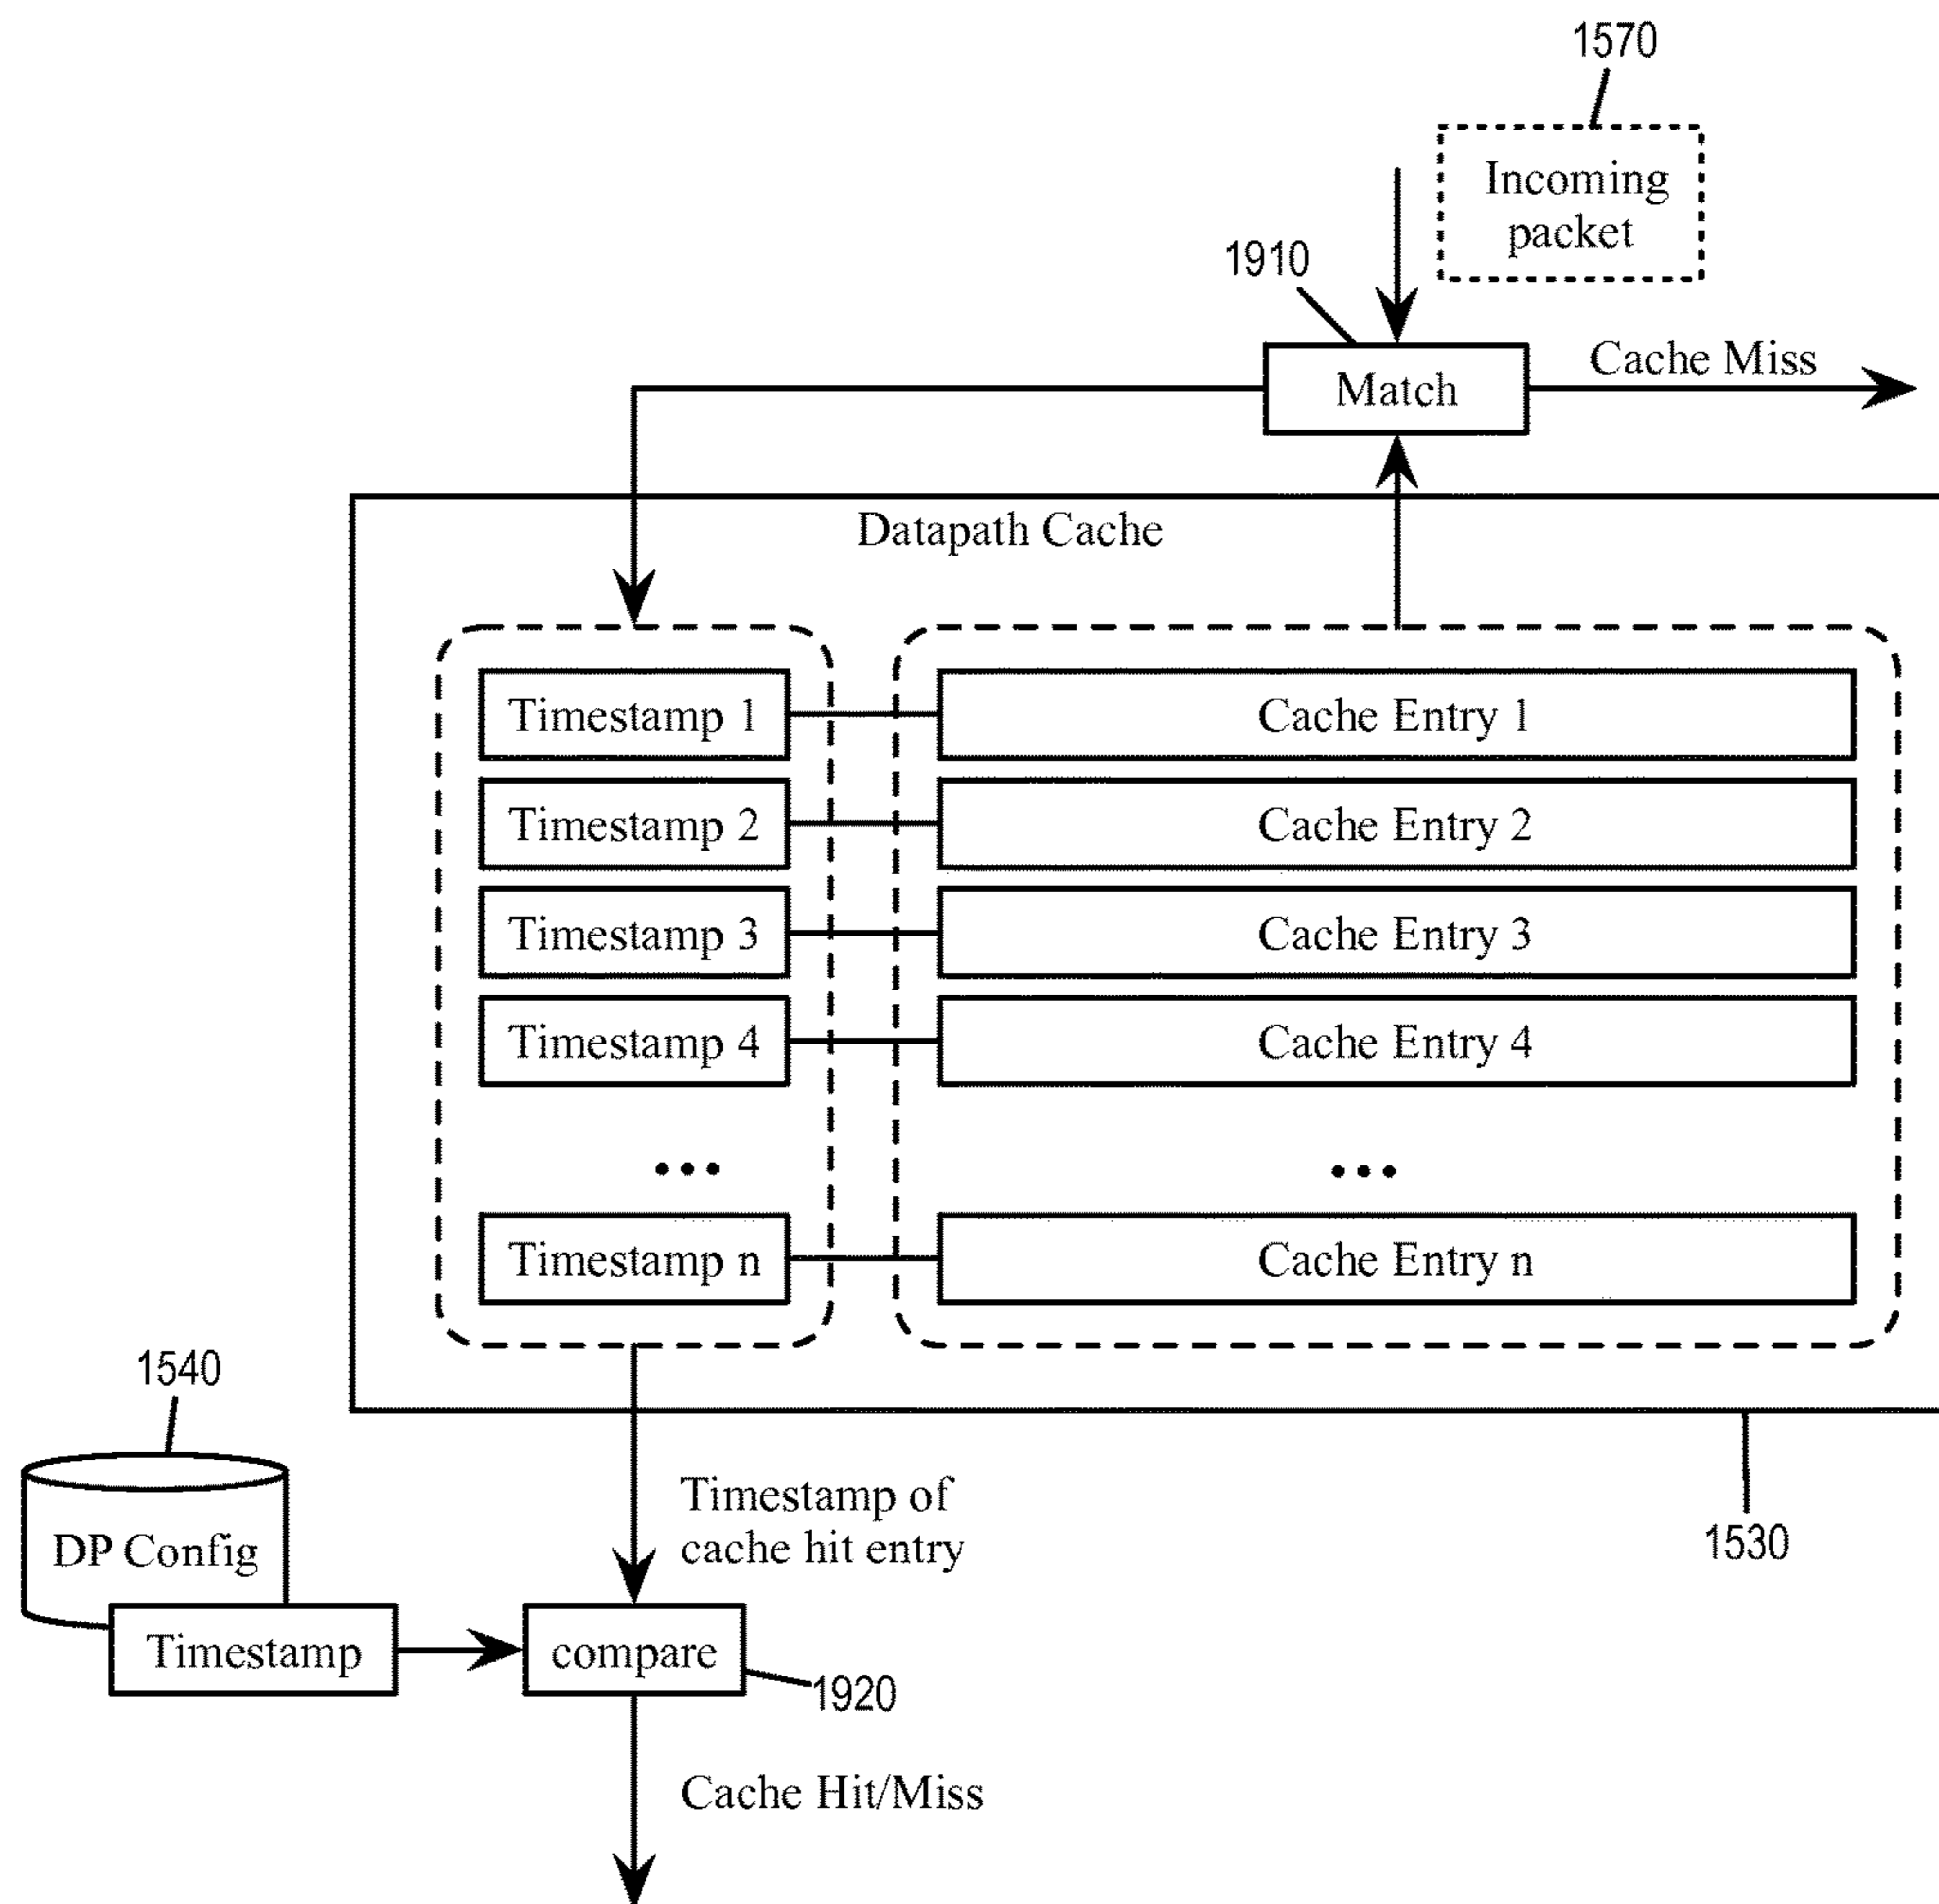 1570
Incoming
packet
1910
Match
Cache Miss
Datapath Cache
Timestamp 1
Cache Entry 1
Timestamp 2
Cache Entry 2
Timestamp 3
Cache Entry 3
Timestamp 4
Cache Entry 4
...
...
Timestamp n
Cache Entry n
1540
DP Config
Timestamp
Timestamp of
cache hit entry
1530
compare
1920
Cache Hit/Miss